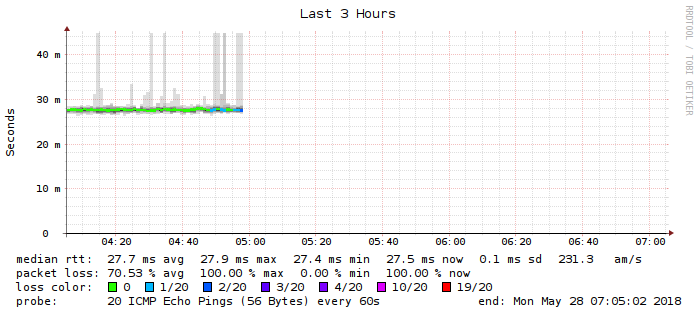 Last 3 Hours
RRDTOOL / TOBI OETIKER
Seconds
40 m
30 m
20 m
10 m
0
04:20 04:40 05:00 05:20 05:40 06:00 06:20 06:40 07:00
median rtt: 27.7 ms avg 27.9 ms max 27.4 ms min 27.5 ms now 0.1 ms sd 231.3 am/s
packet loss: 70.53 % avg 100.00 % max 0.00 % min 100.00 % now
loss color: 0 1/20 2/20 3/20 4/20 10/20 19/20
probe: 20 ICMP Echo Pings (56 Bytes) every 60s end: Mon May 28 07:05:02 2018